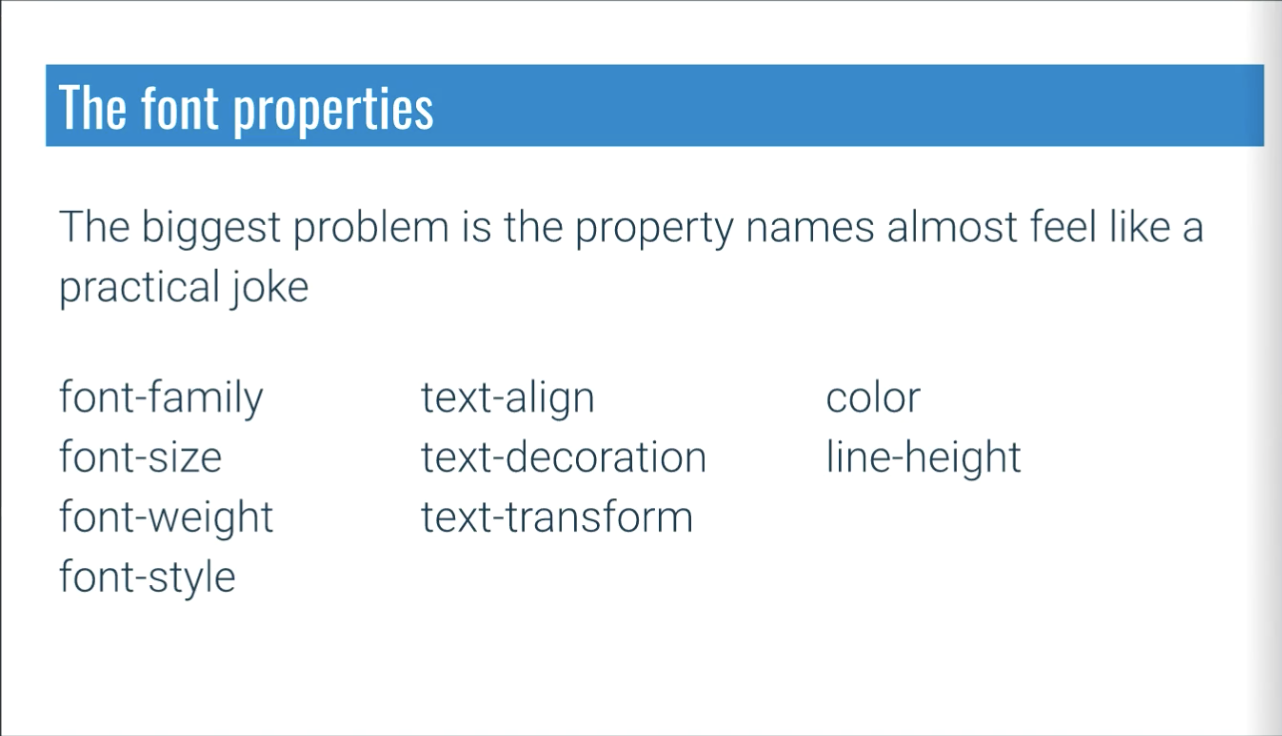 The font properties
The biggest problem is the property names almost feel like a
practical joke
font-family
font-size
font-weight
font-style
text-align
text-decoration
text-transform
color
line-height